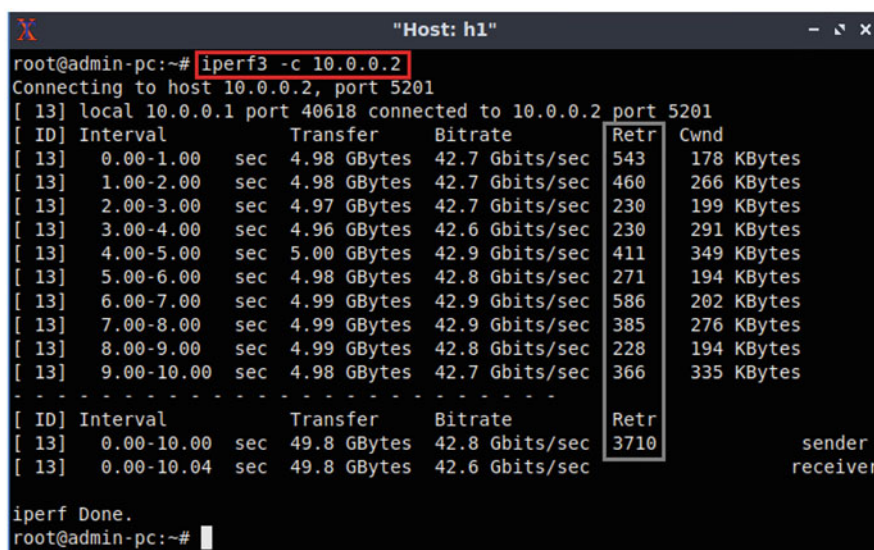 "Host: h1"
root@admin-pc:~# iperf3 -c 10.0.0.2
Connecting to host 10.0.0.2, port 5201
[ 13] local 10.0.0.1 port 40618 connected to 10.0.0.2 port 5201
[ ID] Interval Transfer Bitrate Retr Cwnd
[ 13] 0.00-1.00 sec 4.98 GBytes 42.7 Gbits/sec 543 178 KBytes
[ 13] 1.00-2.00 sec 4.98 GBytes 42.7 Gbits/sec 460 266 KBytes
[ 13] 2.00-3.00 sec 4.97 GBytes 42.7 Gbits/sec 230 199 KBytes
[ 13] 3.00-4.00 sec 4.96 GBytes 42.6 Gbits/sec 230 291 KBytes
[ 13] 4.00-5.00 sec 5.00 GBytes 42.9 Gbits/sec 411 349 KBytes
[ 13] 5.00-6.00 sec 4.98 GBytes 42.8 Gbits/sec 271 194 KBytes
[ 13] 6.00-7.00 sec 4.99 GBytes 42.9 Gbits/sec 586 202 KBytes
[ 13] 7.00-8.00 sec 4.99 GBytes 42.9 Gbits/sec 385 276 KBytes
[ 13] 8.00-9.00 sec 4.99 GBytes 42.8 Gbits/sec 228 194 KBytes
[ 13] 9.00-10.00 sec 4.98 GBytes 42.7 Gbits/sec 366 335 KBytes
- - - - - - - - - - - - - - - - - - - - - - - - -
[ ID] Interval Transfer Bitrate Retr
[ 13] 0.00-10.00 sec 49.8 GBytes 42.8 Gbits/sec 3710 sender
[ 13] 0.00-10.04 sec 49.8 GBytes 42.6 Gbits/sec receiver
iperf Done.
root@admin-pc:~#